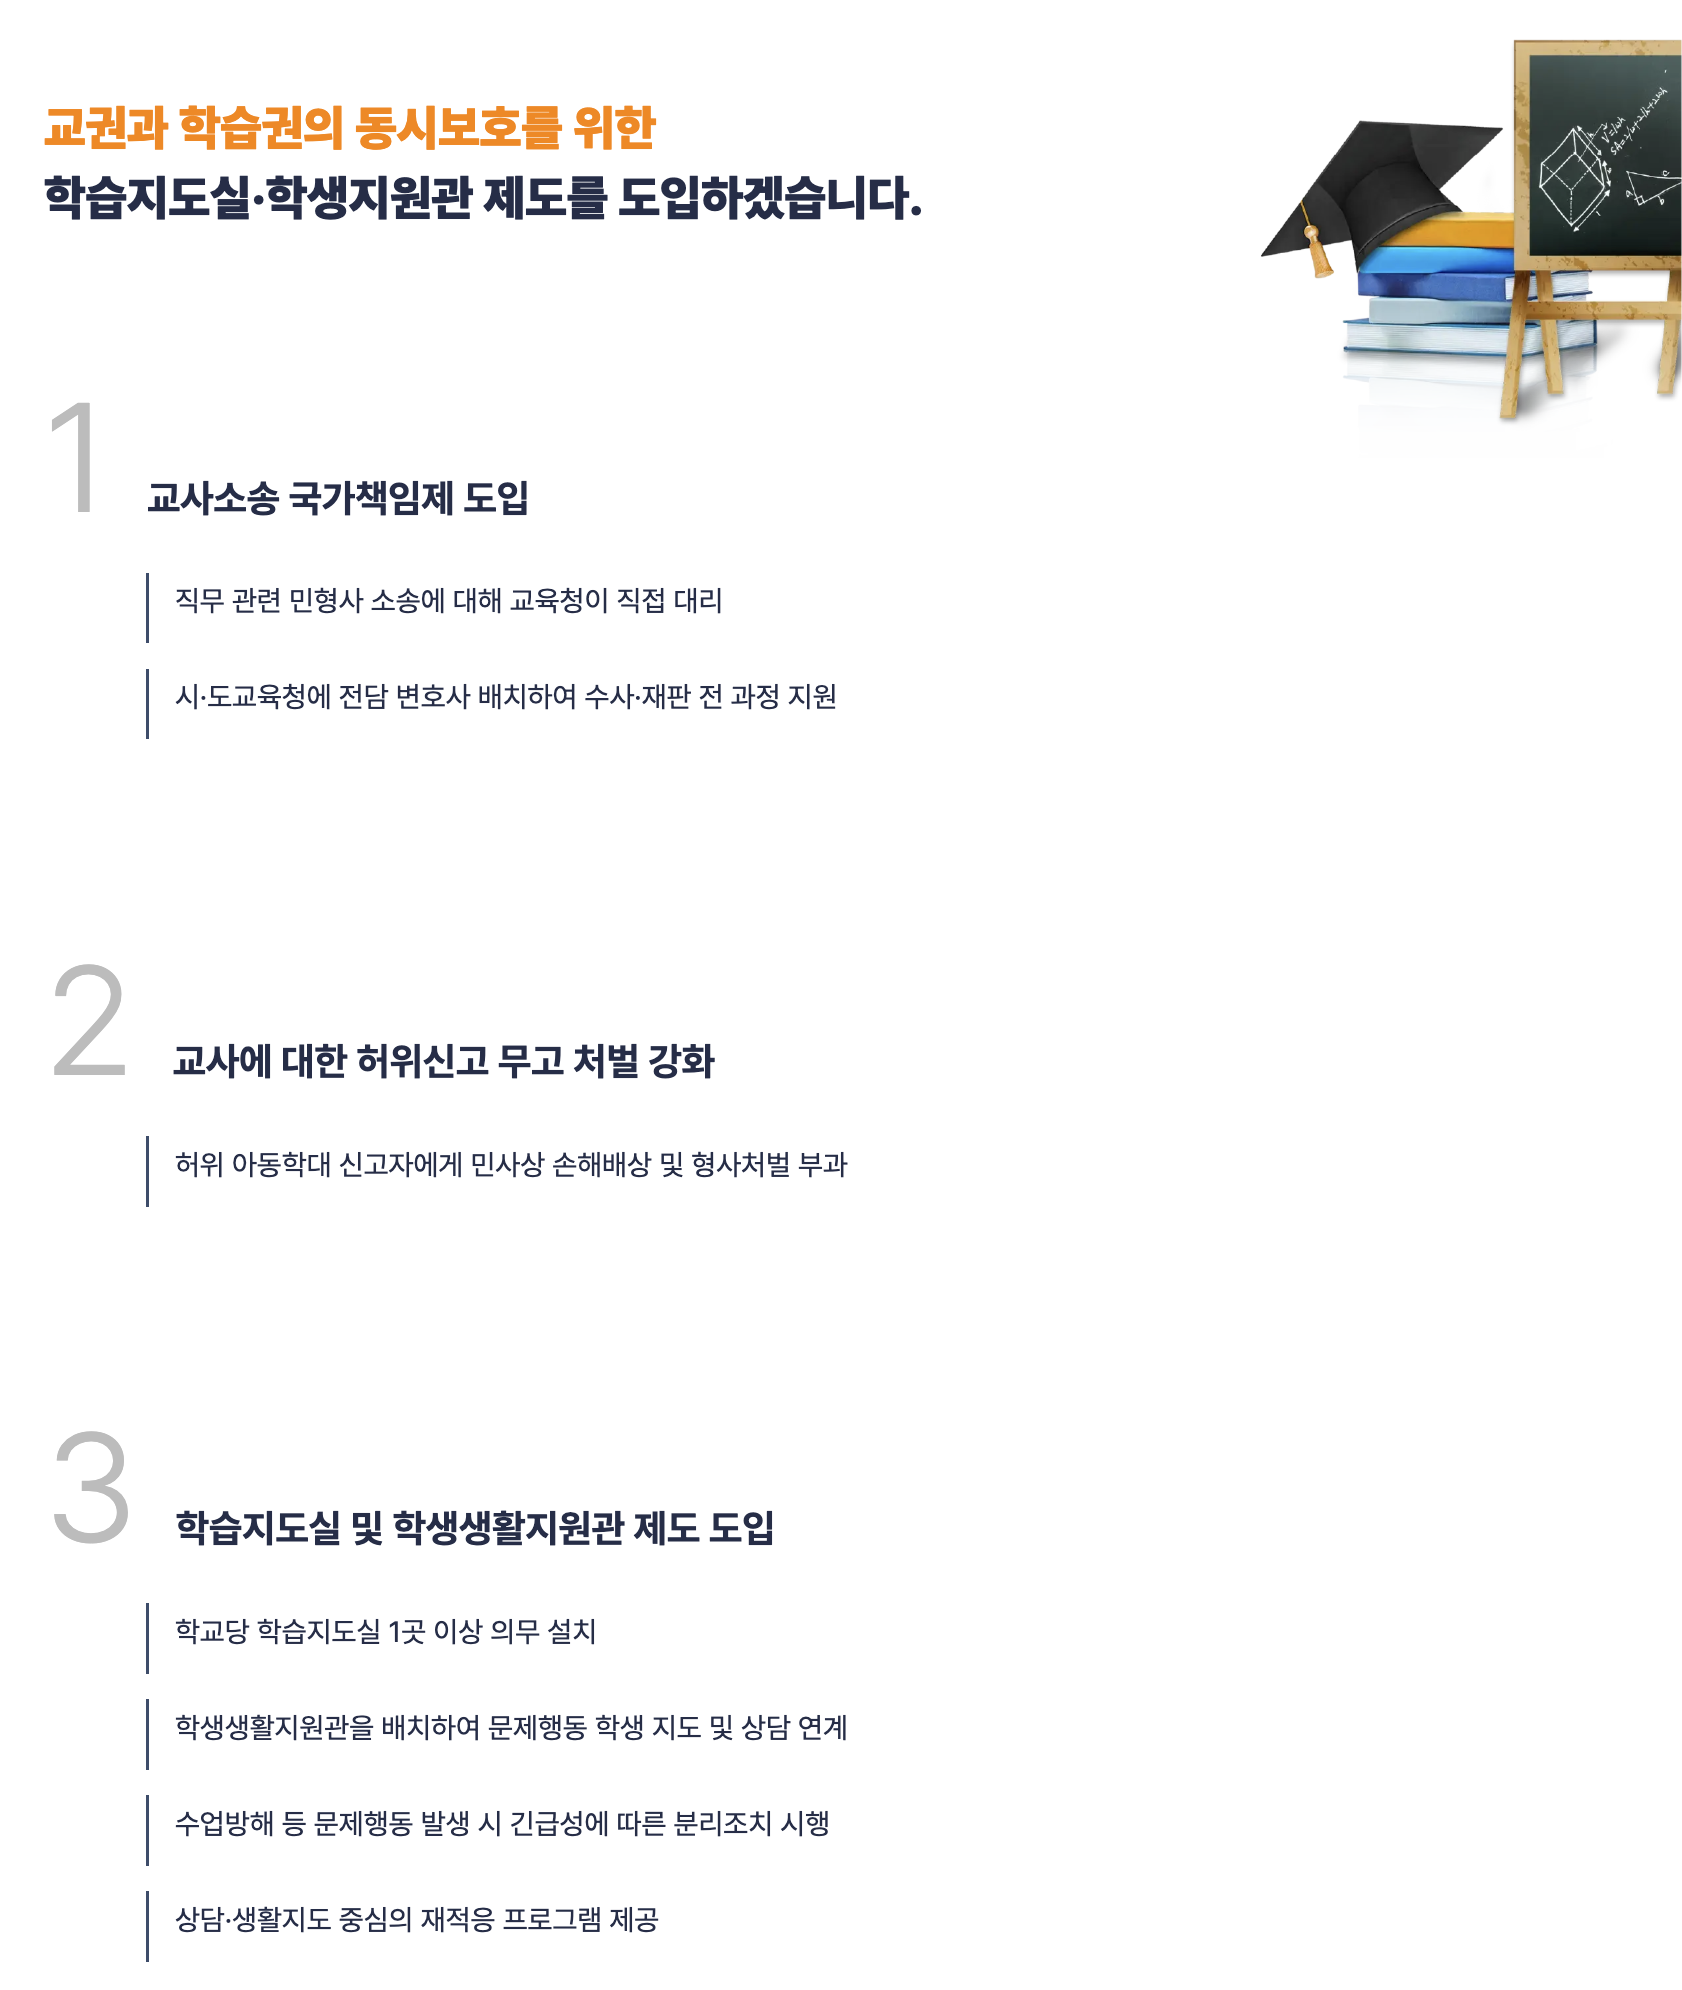 교권과 학습권의 동시보호를 위한
학습지도실·학생지원관 제도를 도입하겠습니다.
1
교사소송 국가책임제 도입
직무 관련 민형사 소송에 대해 교육청이 직접 대리
시·도교육청에 전담 변호사 배치하여 수사·재판 전 과정 지원
2
교사에 대한 허위신고 무고 처벌 강화
허위 아동학대 신고자에게 민사상 손해배상 및 형사처벌 부과
3
학습지도실 및 학생생활지원관 제도 도입
학교당 학습지도실 1곳 이상 의무 설치
학생생활지원관을 배치하여 문제행동 학생 지도 및 상담 연계
수업방해 등 문제행동 발생 시 긴급성에 따른 분리조치 시행
상담·생활지도 중심의 재적응 프로그램 제공